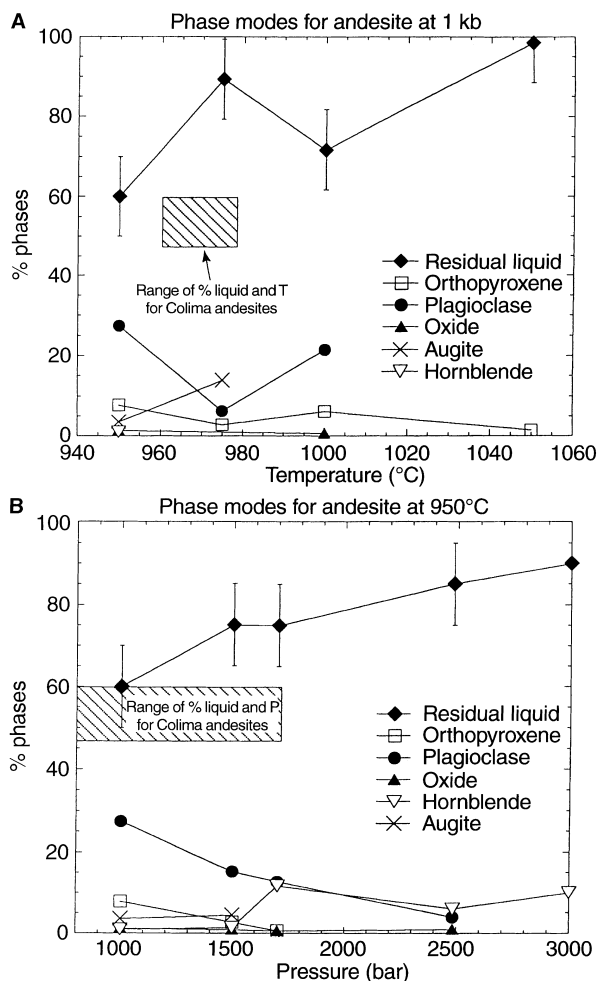 A
Phase modes for andesite at 1 kb
100
80
60
40
20
0
% phases
Range of % liquid and T
for Colima andesites
Residual liquid
Orthopyroxene
Plagioclase
Oxide
Augite
Hornblende
940 960 980 1000 1020 1040 1060
Temperature (°C)
B
Phase modes for andesite at 950°C
100
80
60
40
20
0
% phases
Range of % liquid and P
for Colima andesites
Residual liquid
Orthopyroxene
Plagioclase
Oxide
Hornblende
Augite
1000 1500 2000 2500 3000
Pressure (bar)